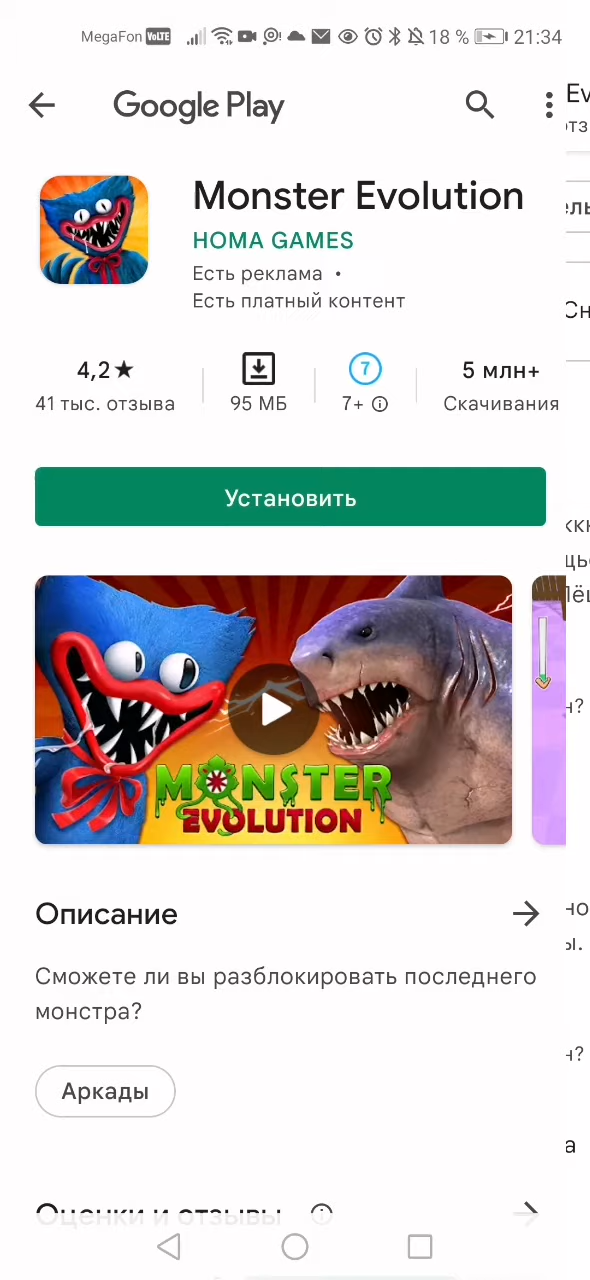 MegaFon VoLTE 18 % 21:34
Google Play
Monster Evolution
HOMA GAMES
Есть реклама •
Есть платный контент
4,2★
41 тыс. отзыва
95 МБ
7
7+
5 млн+
Скачивания
Установить
MONSTER
EVOLUTION
Описание
Сможете ли вы разблокировать последнего
монстра?
Аркады
Оценки и отзывы